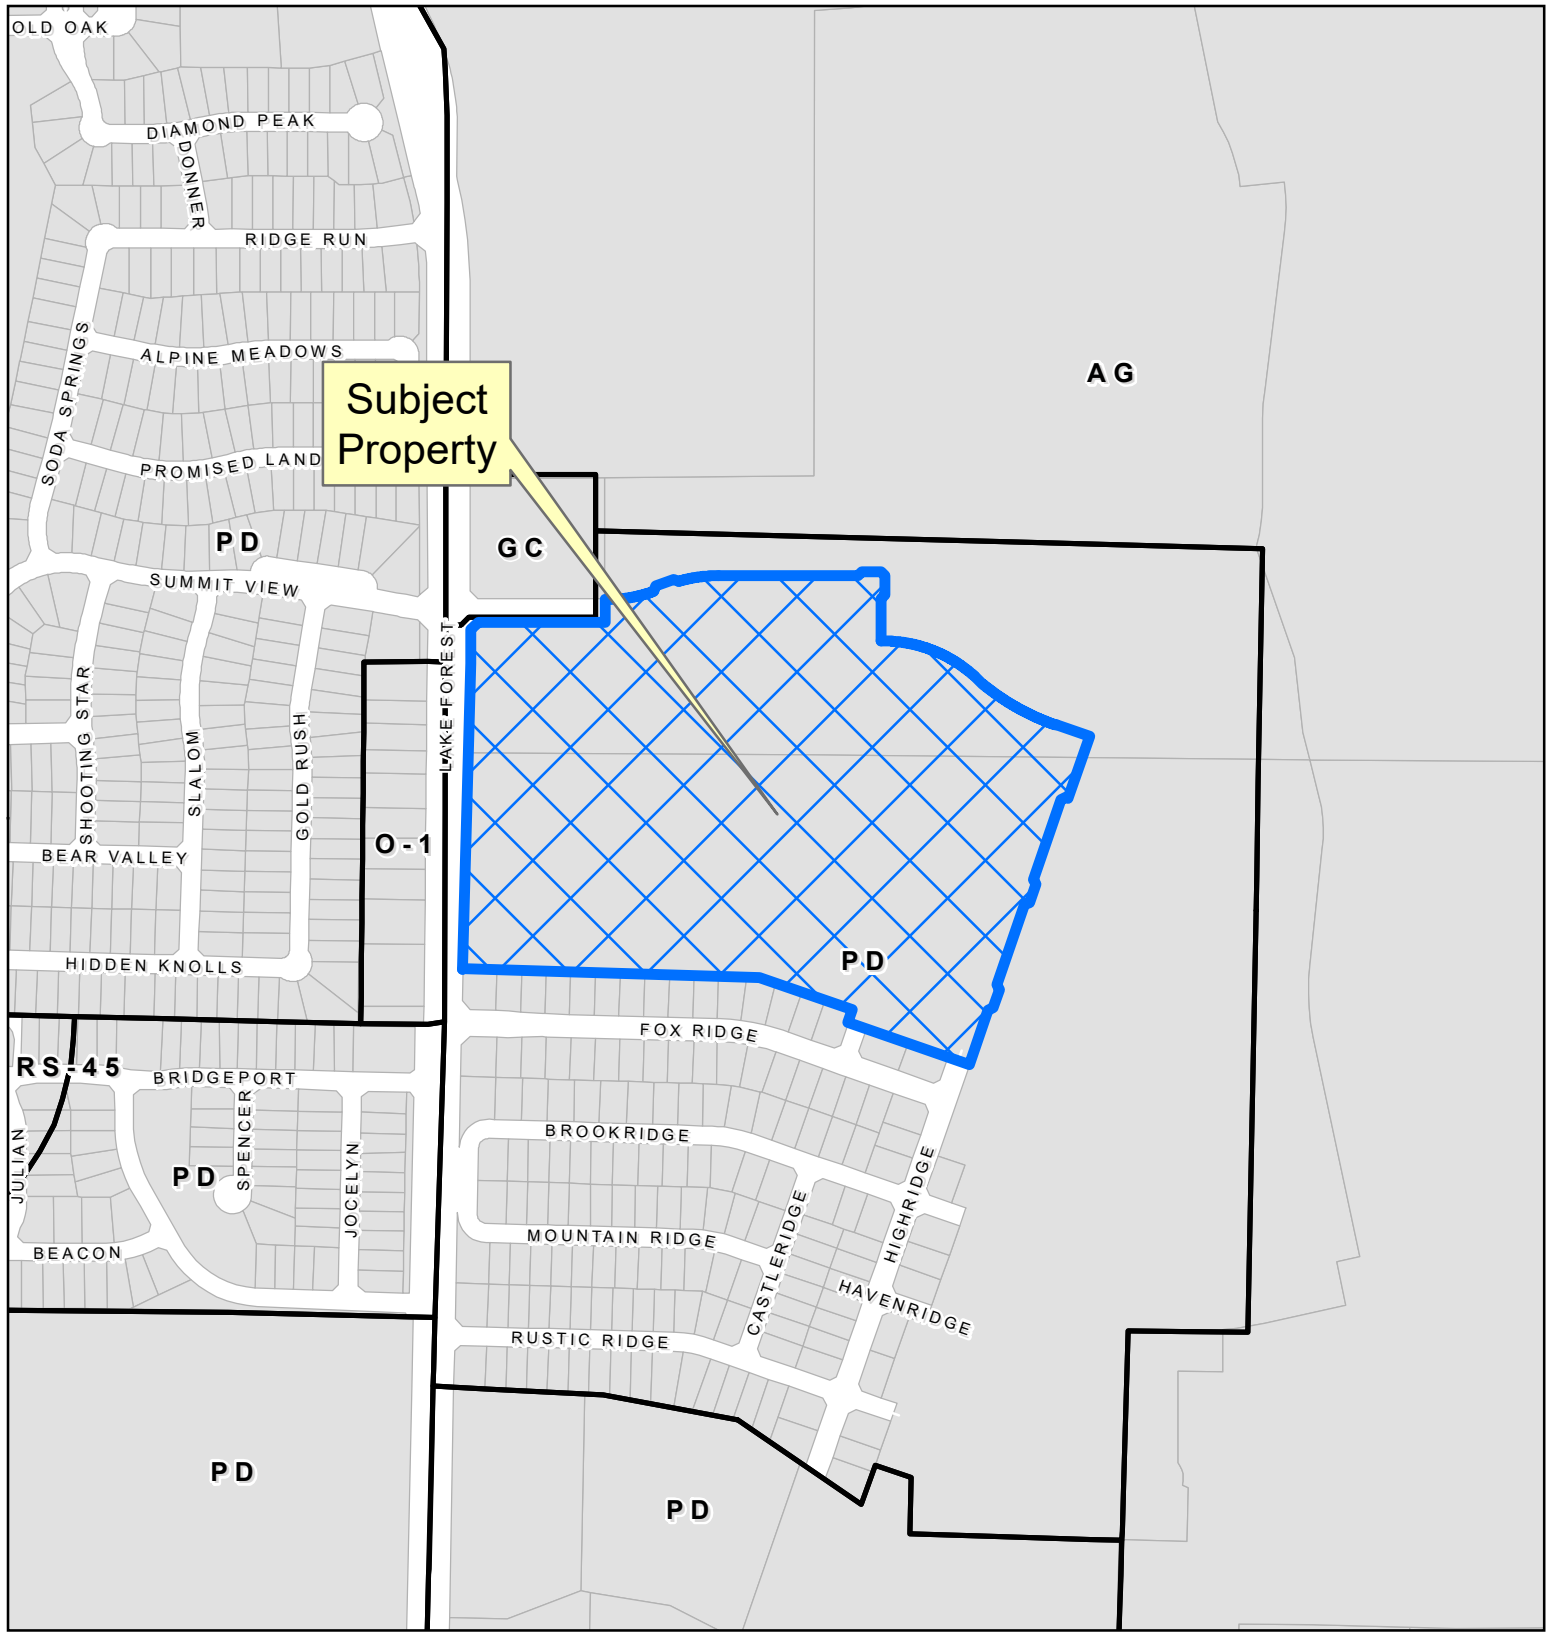 OLD OAK
DIAMOND PEAK
DONNER
RIDGE RUN
ALPINE MEADOWS
SODA SPRINGS
PROMISED LAND
Subject
Property
AG
PD
GC
SUMMIT VIEW
LAKE FOREST
SHOOTING STAR
SLALOM
GOLD RUSH
O-1
BEAR VALLEY
HIDDEN KNOLLS
PD
FOX RIDGE
RS-45
BRIDGEPORT
SPENCER
JULIAN
PD
JOCELYN
BROOKRIDGE
HIGHRIDGE
CASTLERIDGE
MOUNTAIN RIDGE
BEACON
HAVENRIDGE
RUSTIC RIDGE
PD
PD